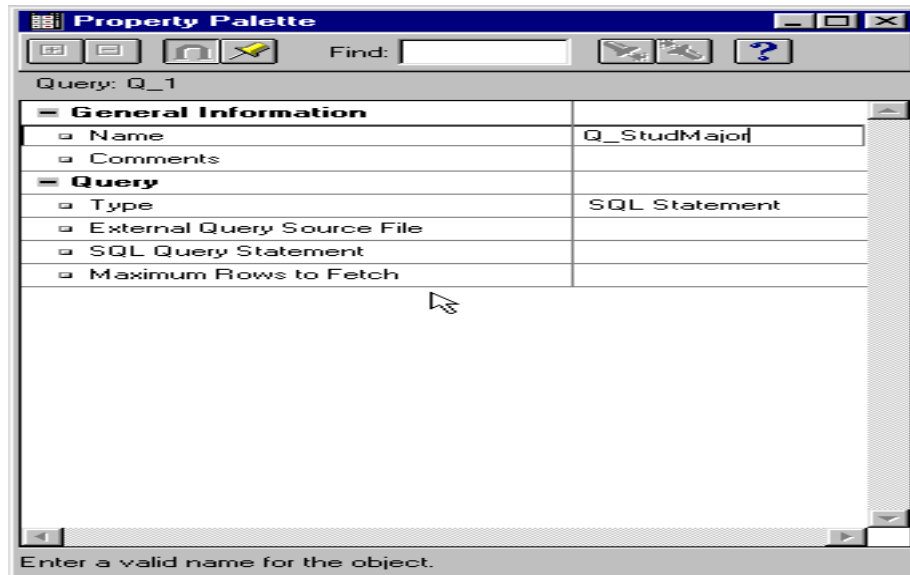 Property Palette
Find:
?
Query: Q_1
General Information
Name Q_StudMajor
Comments
Query
Type SQL Statement
External Query Source File
SQL Query Statement
Maximum Rows to Fetch
Enter a valid name for the object.